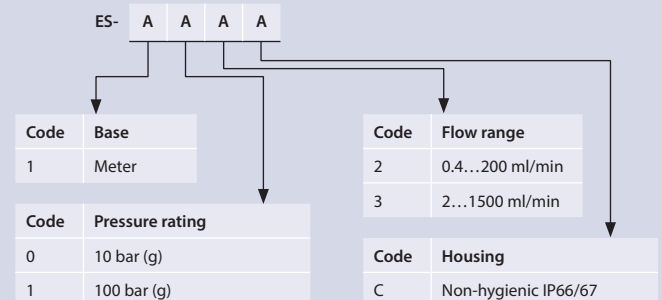 ES- A A A A
Code Base
1 Meter
Code Pressure rating
0 10 bar (g)
1 100 bar (g)
Code Flow range
2 0.4…200 ml/min
3 2…1500 ml/min
Code Housing
C Non-hygienic IP66/67